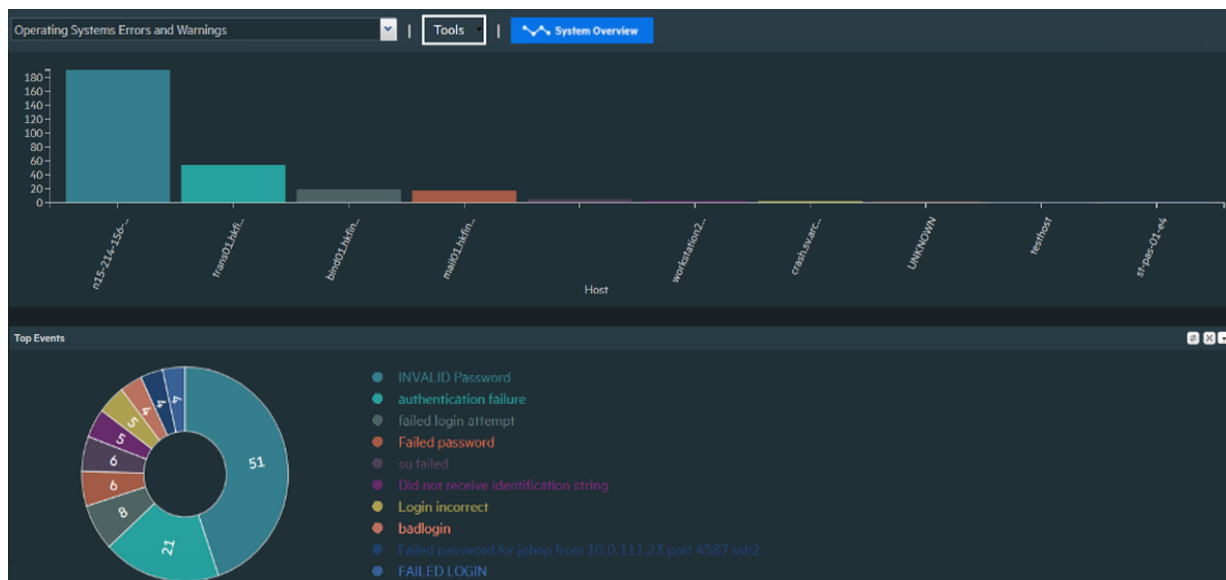 Operating Systems Errors and Warnings | Tools | System Overview
180
160
140
120
100
80
60
40
20
0
n15-214-156-...
trans01.hkfi...
bind01.hkfin...
mail01.hkfin...
workstation2...
crash.sv.arc...
UNKNOWN
testhost
st-pas-01-e4
Host
Top Events
51
21
8
6
6
5
5
4
4
4
INVALID Password
authentication failure
failed login attempt
Failed password
su failed
Did not receive identification string
Login incorrect
badlogin
Failed password for johnp from 10.0.111.23 port 4587 ssh2
FAILED LOGIN